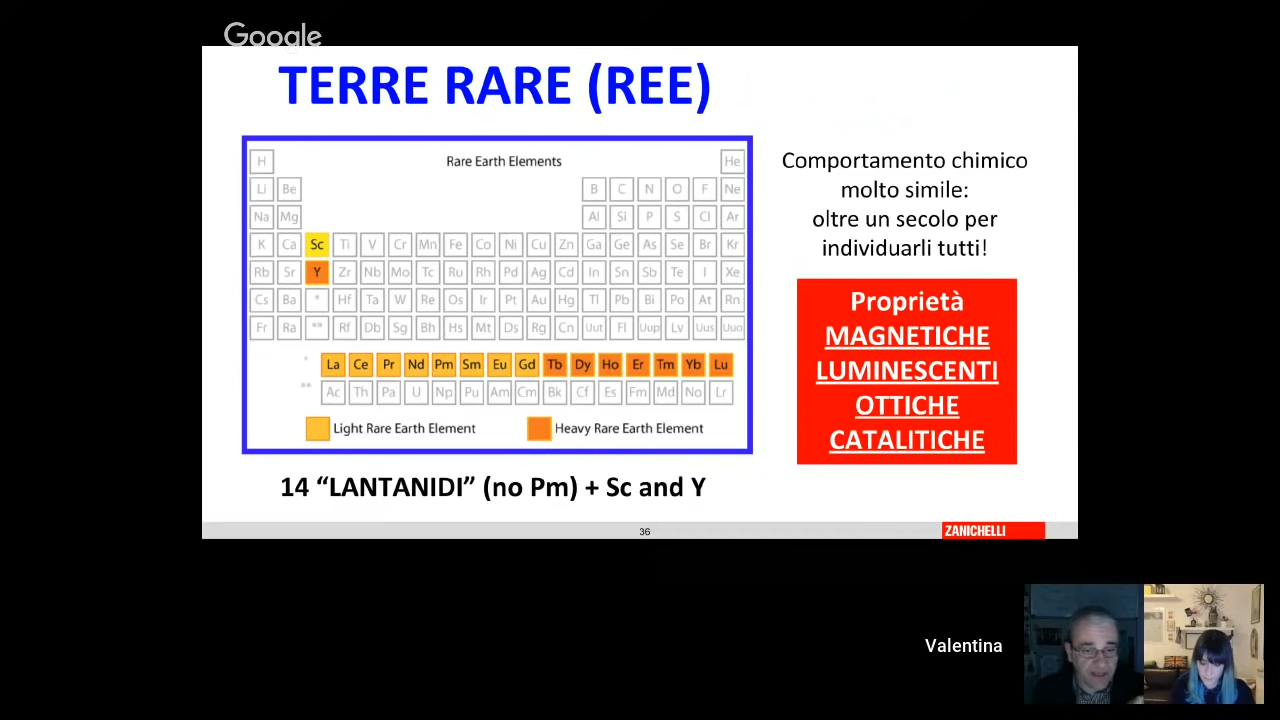 Google
TERRE RARE (REE)
Rare Earth Elements
H He
Li Be B C N O F Ne
Na Mg Al Si P S Cl Ar
K Ca Sc Ti V Cr Mn Fe Co Ni Cu Zn Ga Ge As Se Br Kr
Rb Sr Y Zr Nb Mo Tc Ru Rh Pd Ag Cd In Sn Sb Te I Xe
Cs Ba * Hf Ta W Re Os Ir Pt Au Hg Tl Pb Bi Po At Rn
Fr Ra ** Rf Db Sg Bh Hs Mt Ds Rg Cn Uut Fl Uup Lv Uus Uuo
* La Ce Pr Nd Pm Sm Eu Gd Tb Dy Ho Er Tm Yb Lu
** Ac Th Pa U Np Pu Am Cm Bk Cf Es Fm Md No Lr
Light Rare Earth Element Heavy Rare Earth Element
14 “LANTANIDI” (no Pm) + Sc and Y
Comportamento chimico
molto simile:
oltre un secolo per
individuarli tutti!
Proprietà
MAGNETICHE
LUMINESCENTI
OTTICHE
CATALITICHE
36
ZANICHELLI
Valentina